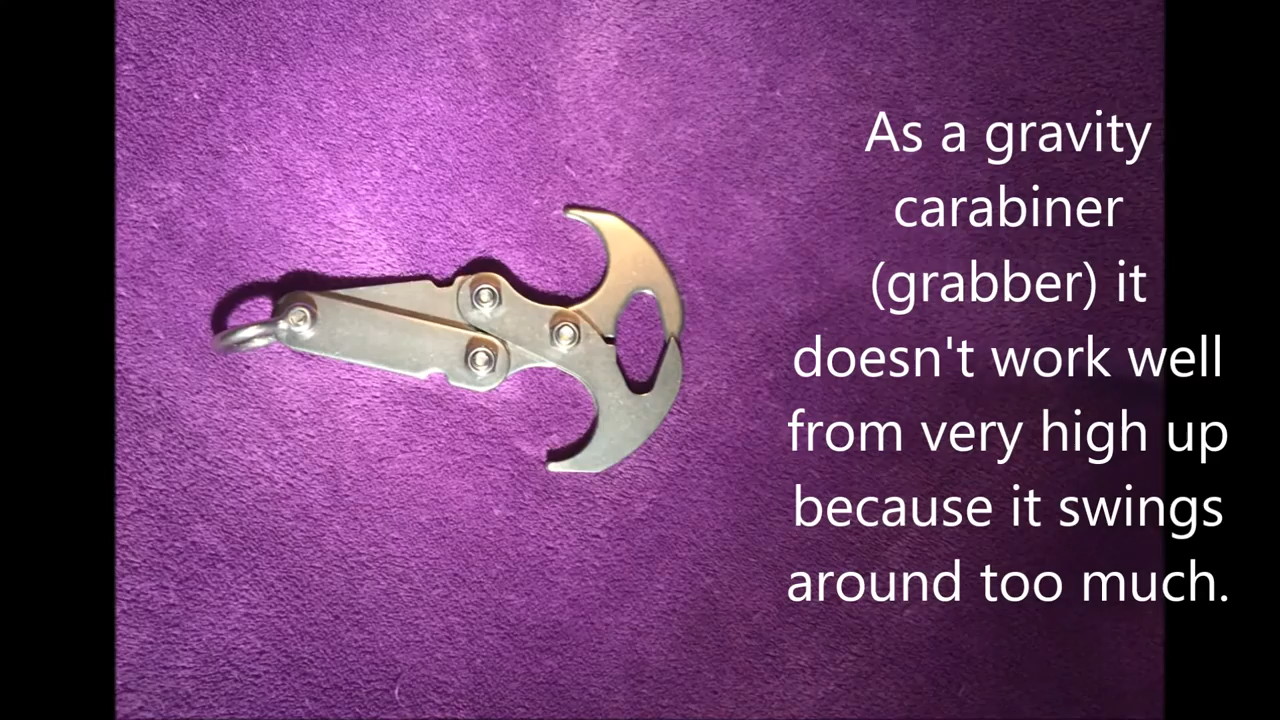 As a gravity
carabiner
(grabber) it
doesn't work well
from very high up
because it swings
around too much.